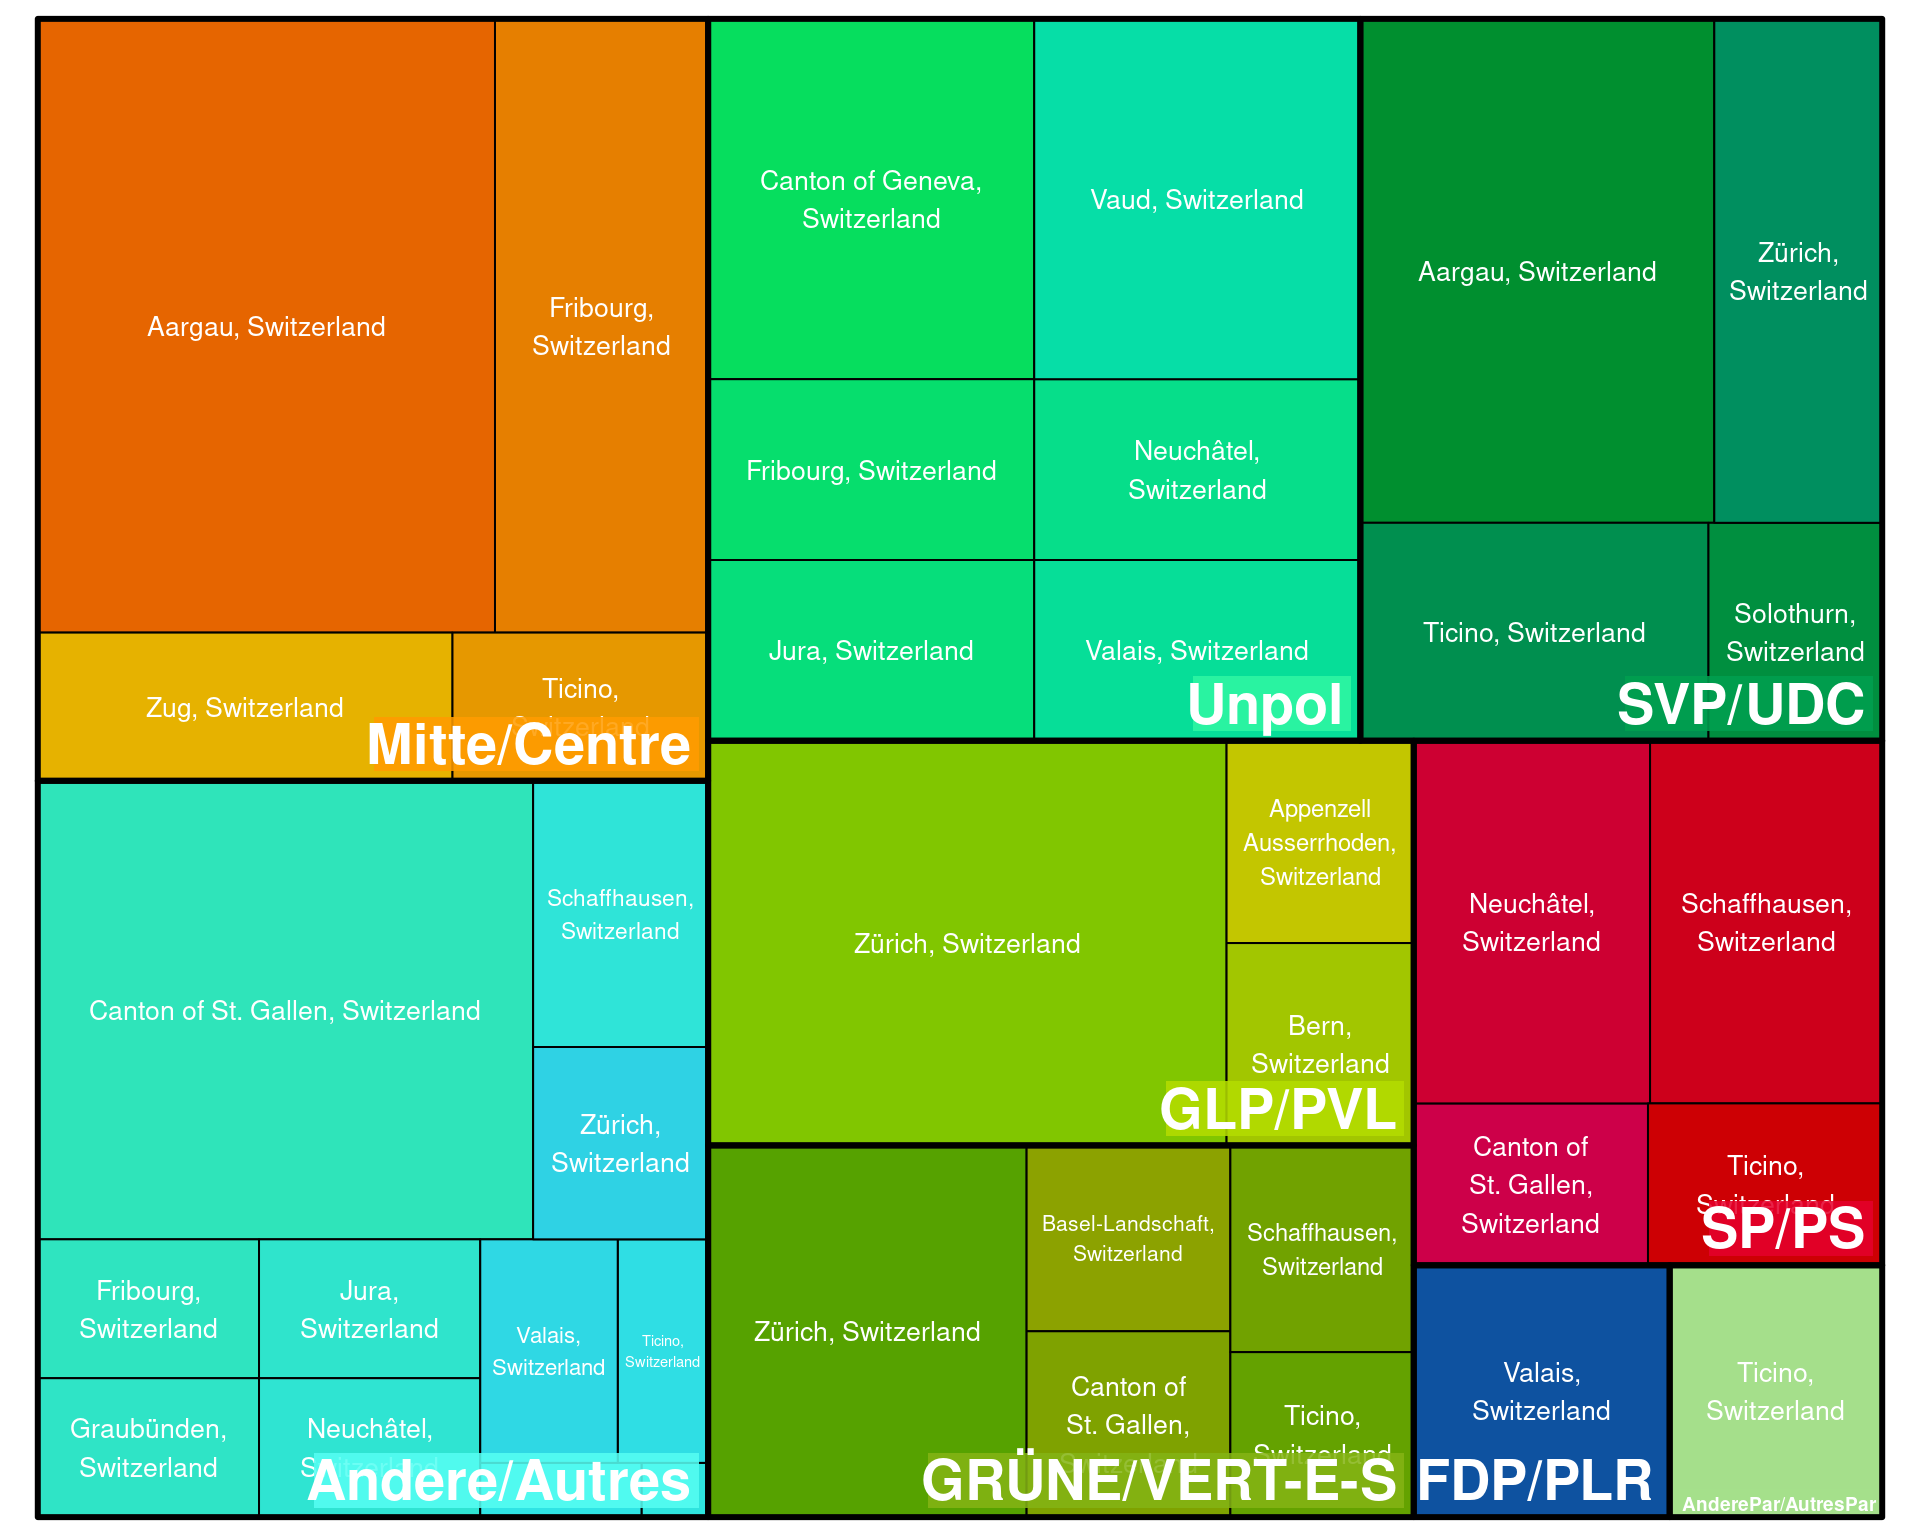 Aargau, Switzerland
Fribourg,
Switzerland
Zug, Switzerland
Ticino,
Switzerland
Mitte/Centre
Canton of Geneva,
Switzerland
Vaud, Switzerland
Fribourg, Switzerland
Neuchâtel,
Switzerland
Jura, Switzerland
Valais, Switzerland
Unpol
Aargau, Switzerland
Zürich,
Switzerland
Ticino, Switzerland
Solothurn,
Switzerland
SVP/UDC
Canton of St. Gallen, Switzerland
Schaffhausen,
Switzerland
Zürich,
Switzerland
Fribourg,
Switzerland
Jura,
Switzerland
Valais,
Switzerland
Ticino,
Switzerland
Graubünden,
Switzerland
Neuchâtel,
Switzerland
Andere/Autres
Zürich, Switzerland
Appenzell
Ausserrhoden,
Switzerland
Bern,
Switzerland
GLP/PVL
Zürich, Switzerland
Basel-Landschaft,
Switzerland
Schaffhausen,
Switzerland
Canton of
St. Gallen,
Switzerland
Ticino,
Switzerland
GRÜNE/VERT-E-S
Neuchâtel,
Switzerland
Schaffhausen,
Switzerland
Canton of
St. Gallen,
Switzerland
Ticino,
Switzerland
SP/PS
Valais,
Switzerland
FDP/PLR
Ticino,
Switzerland
AnderePar/AutresPar